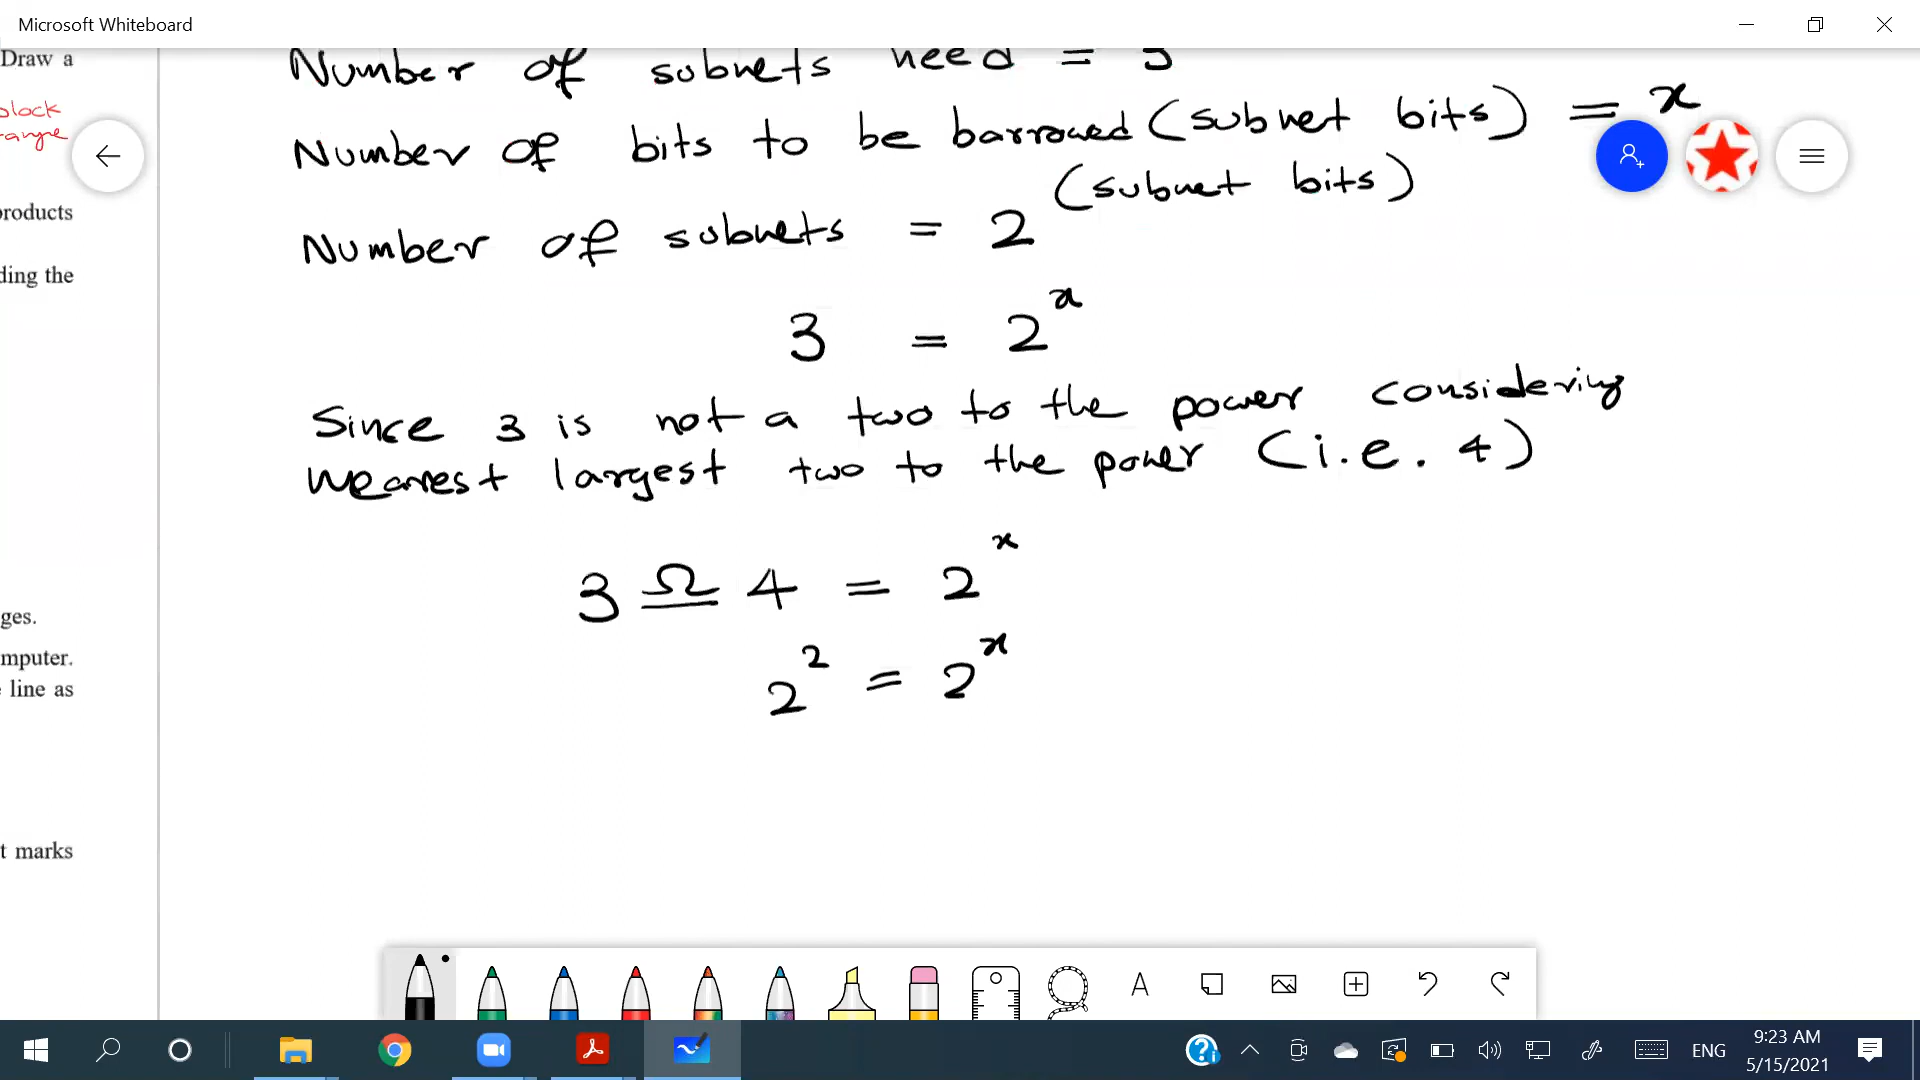 Microsoft Whiteboard
Draw a
block
range
products
ding the
ges.
mputer.
line as
t marks
Number of subnets need = 3
Number of bits to be barrowed (subnet bits) = x
(subnet bits)
Number of subnets = 2
3 = 2^x
Since 3 is not a two to the power considering
nearest largest two to the power (i.e. 4)
3 Ω 4 = 2^x
2^2 = 2^x
A
ENG
9:23 AM
5/15/2021